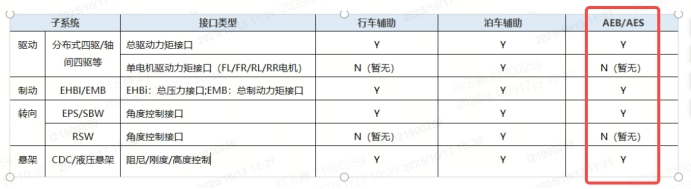 子系统 接口类型 行车辅助 泊车辅助 AEB/AES
驱动 分布式四驱/轴间四驱等 总驱动力矩接口 Y Y Y
单电机驱动力矩接口（FL/FR/RL/RR电机） N（暂无） Y N（暂无）
制动 EHBI/EMB EHBi：总压力接口;EMB：总制动力矩接口 Y Y Y
转向 EPS/SBW 角度控制接口 Y Y Y
RSW 角度控制接口 N（暂无） Y N（暂无）
悬架 CDC/液压悬架 阻尼/刚度/高度控制 Y Y Y